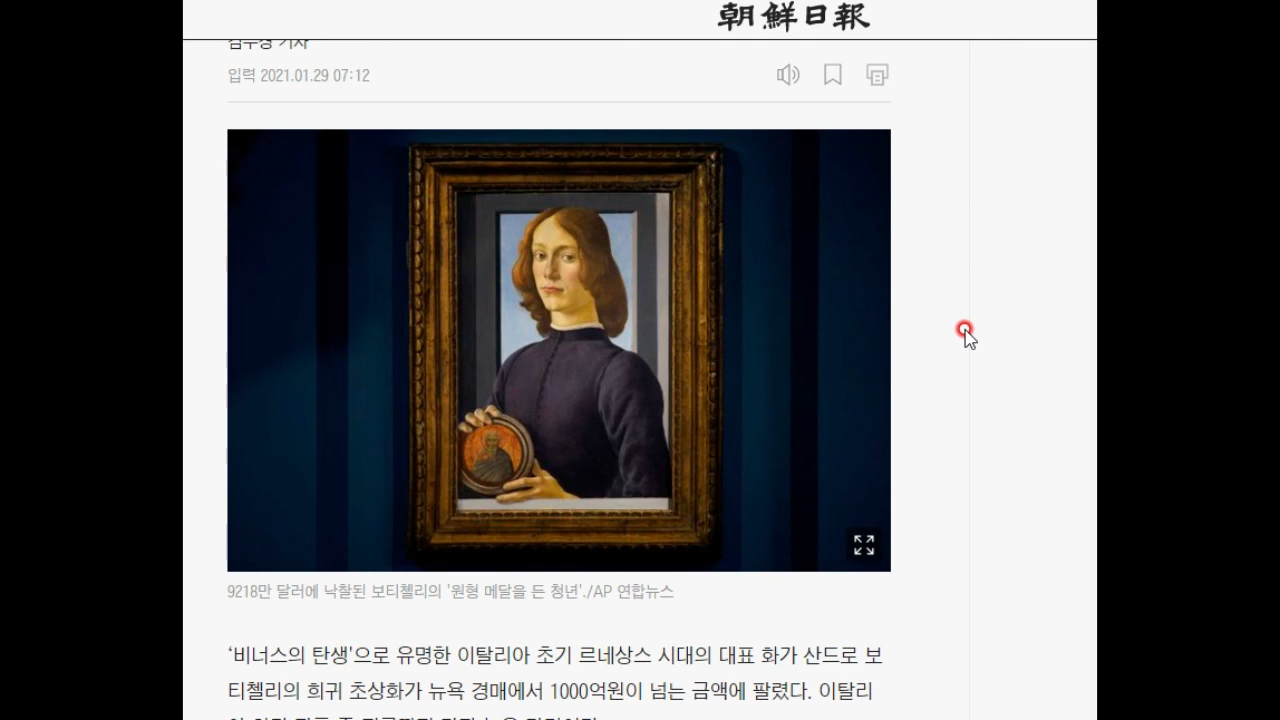 朝鮮日報
입력 2021.01.29 07:12
9218만 달러에 낙찰된 보티첼리의 '원형 메달을 든 청년'./AP 연합뉴스
‘비너스의 탄생'으로 유명한 이탈리아 초기 르네상스 시대의 대표 화가 산드로 보
티첼리의 희귀 초상화가 뉴욕 경매에서 1000억원이 넘는 금액에 팔렸다. 이탈리